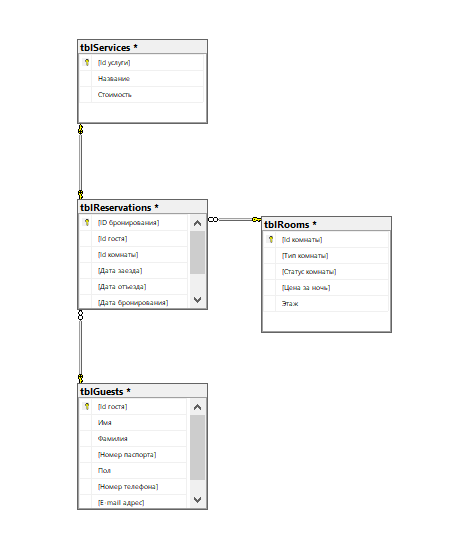 tblServices *
[Id услуги]
Название
Стоимость
tblReservations *
[ID бронирования]
[Id гостя]
[Id комнаты]
[Дата заезда]
[Дата отъезда]
[Дата бронирования]
tblRooms *
[Id комнаты]
[Тип комнаты]
[Статус комнаты]
[Цена за ночь]
Этаж
tblGuests *
[Id гостя]
Имя
Фамилия
[Номер паспорта]
Пол
[Номер телефона]
[E-mail адрес]